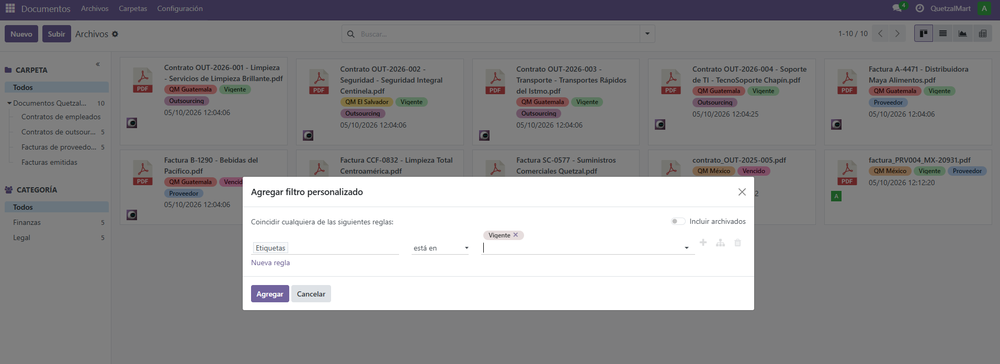 Documentos Archivos Carpetas Configuración 4 QuetzalMart A
Nuevo Subir Archivos Buscar... 1-10 / 10
CARPETA
Todos
Documentos Quetzal... 10
Contratos de empleados
Contratos de outsour... 5
Facturas de proveedo... 5
Facturas emitidas
CATEGORÍA
Todos
Finanzas 5
Legal 5
Contrato OUT-2026-001 - Limpieza
- Servicios de Limpieza Brillante.pdf
PDF
QM Guatemala Vigente
Outsourcing
05/10/2026 12:04:06
Contrato OUT-2026-002 -
Seguridad - Seguridad Integral
Centinela.pdf
PDF
QM El Salvador Vigente
Outsourcing
05/10/2026 12:04:06
Contrato OUT-2026-003 -
Transporte - Transportes Rápidos
del Istmo.pdf
PDF
QM Guatemala Vigente
Outsourcing
05/10/2026 12:04:06
Contrato OUT-2026-004 - Soporte
de TI - TecnoSoporte Chapín.pdf
PDF
QM Guatemala Vigente
Outsourcing
05/10/2026 12:04:25
Factura A-4471 - Distribuidora
Maya Alimentos.pdf
PDF
QM Guatemala Vigente
Proveedor
05/10/2026 12:04:06
Factura B-1290 - Bebidas del
Pacífico.pdf
PDF
QM Guatemala
Proveedor
05/10/2026 12:04:06
Factura CCF-0832 - Limpieza Total
Centroamérica.pdf
Factura SC-0577 - Suministros
Comerciales Quetzal.pdf
contrato_OUT-2025-005.pdf
QM México Vencido
2
factura_PRV004_MX-20931.pdf
PDF
QM México Vigente Proveedor
05/10/2026 12:12:20
A
Agregar filtro personalizado
Coincidir cualquiera de las siguientes reglas: Incluir archivados
Vigente
Etiquetas está en
Nueva regla
Agregar Cancelar